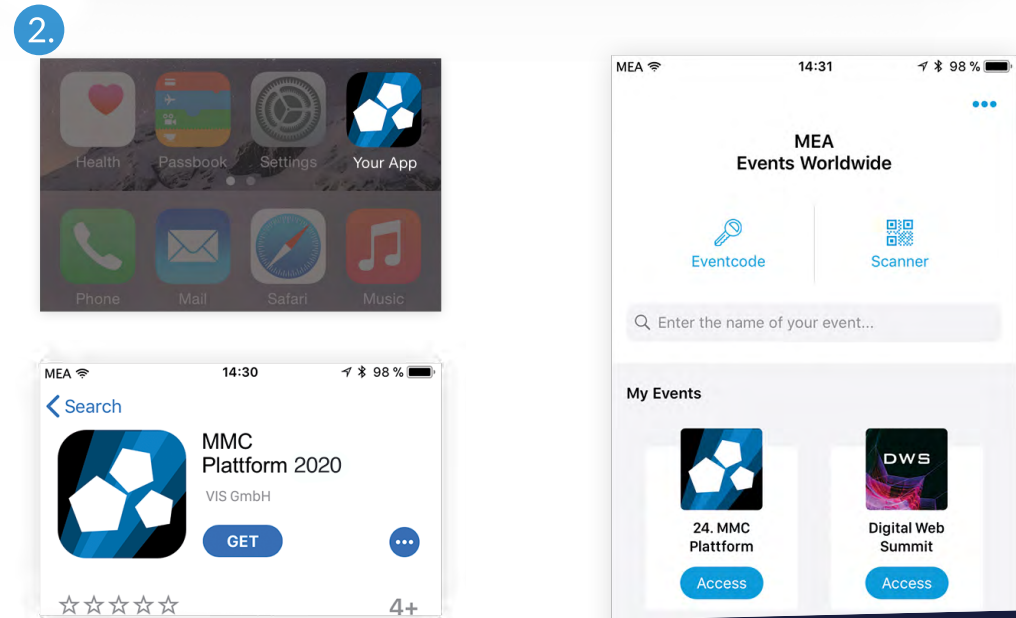 2.
Health Passbook Settings Your App
Phone Mail Safari Music
MEA 14:30 98 %
Search
MMC
Plattform 2020
VIS GmbH
GET
4+
MEA 14:31 98 %
MEA
Events Worldwide
Eventcode Scanner
Enter the name of your event...
My Events
DWS
24. MMC
Plattform
Access
Digital Web
Summit
Access